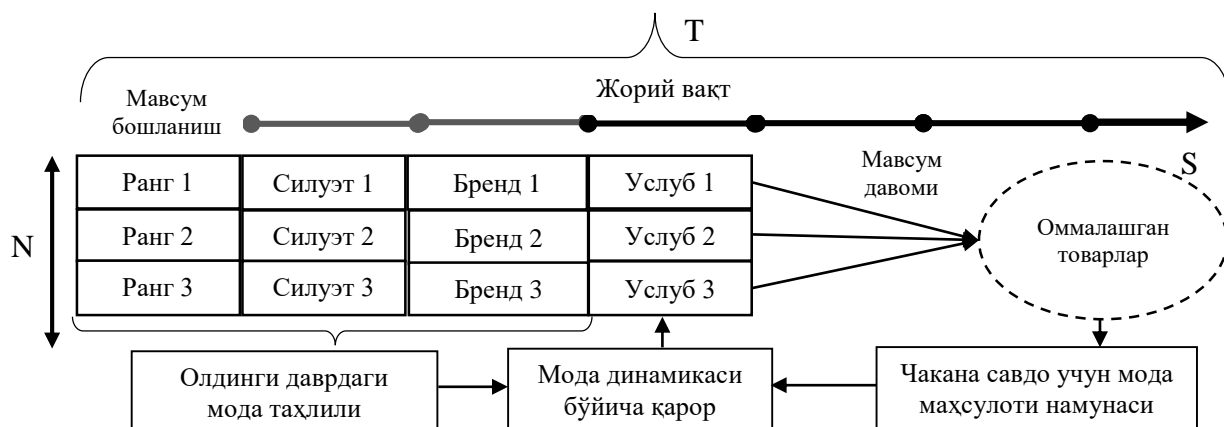 T
Мавсум
бошланиш
Жорий вақт
Мавсум
давоми
S
N
Ранг 1
Силуэт 1
Бренд 1
Услуб 1
Ранг 2
Силуэт 2
Бренд 2
Услуб 2
Ранг 3
Силуэт 3
Бренд 3
Услуб 3
Оммалашган
товарлар
Олдинги даврдаги
мода таҳлили
Мода динамикаси
бўйича қарор
Чакана савдо учун мода
маҳсулоти намунаси